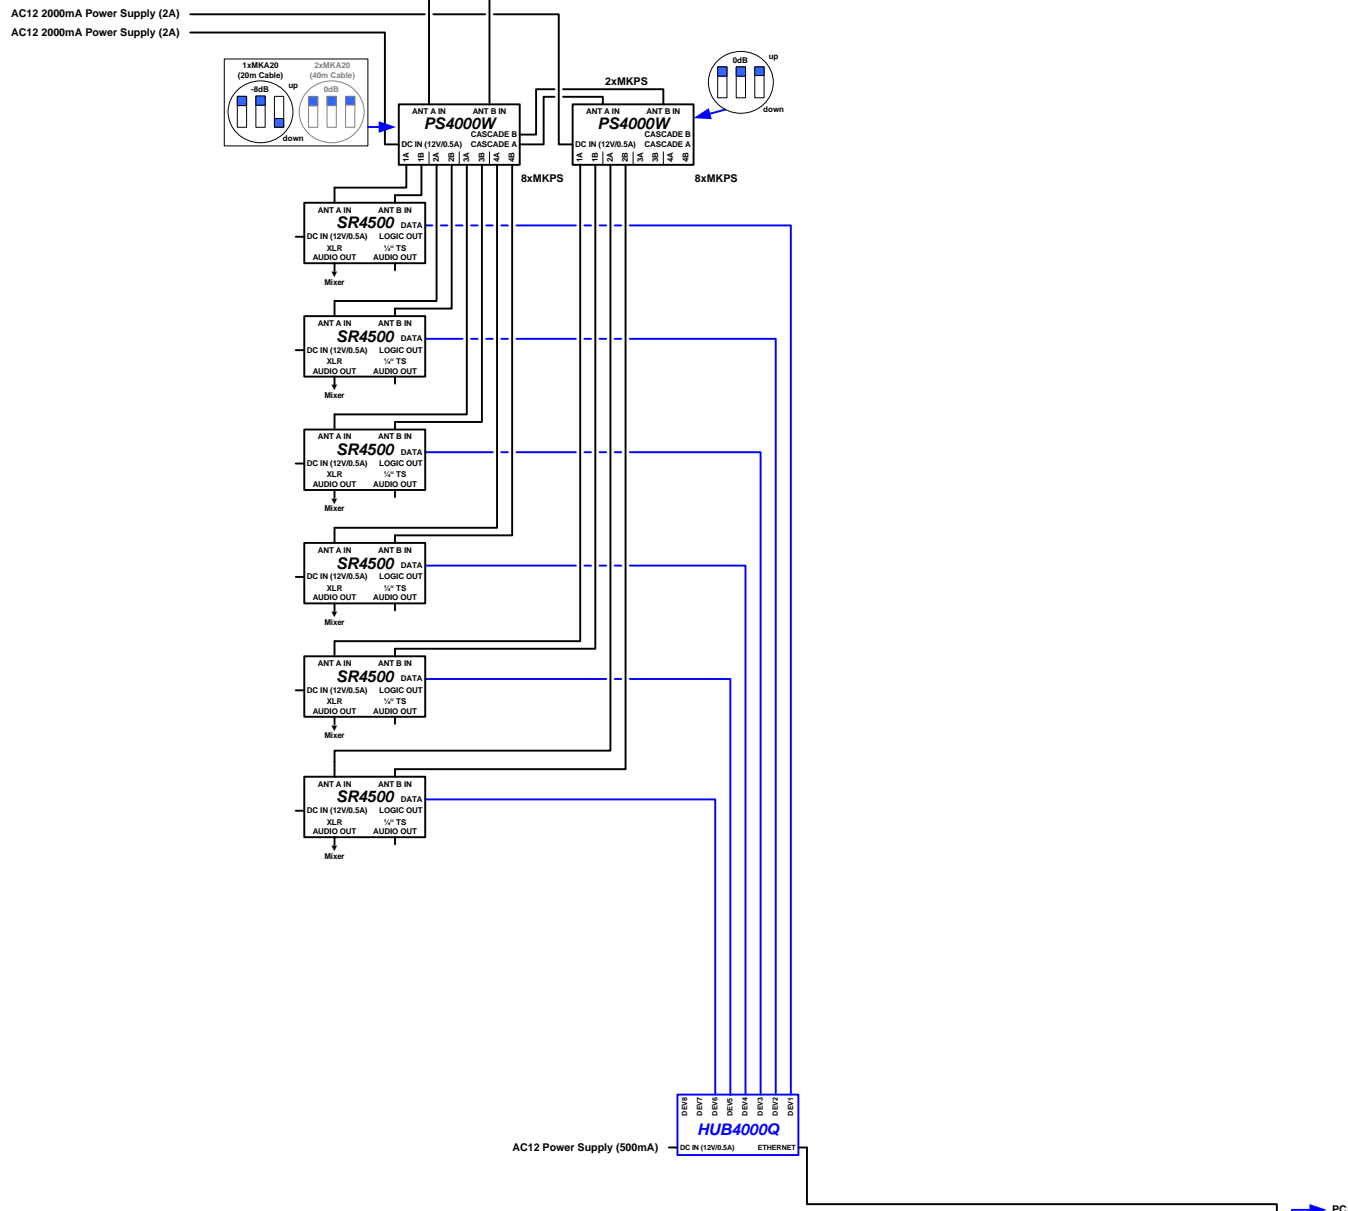 AC12 2000mA Power Supply (2A)
AC12 2000mA Power Supply (2A)
1xMKA20
(20m Cable)
-8dB
up
down
2xMKA20
(40m Cable)
0dB
2xMKPS
0dB
up
down
ANT A IN ANT B IN
PS4000W
CASCADE B
DC IN (12V/0.5A) CASCADE A
1A 1B 2A 2B 3A 3B 4A 4B
8xMKPS
ANT A IN ANT B IN
PS4000W
CASCADE B
DC IN (12V/0.5A) CASCADE A
1A 1B 2A 2B 3A 3B 4A 4B
8xMKPS
ANT A IN ANT B IN
SR4500 DATA
DC IN (12V/0.5A) LOGIC OUT
XLR ¼" TS
AUDIO OUT AUDIO OUT
Mixer
ANT A IN ANT B IN
SR4500 DATA
DC IN (12V/0.5A) LOGIC OUT
XLR ¼" TS
AUDIO OUT AUDIO OUT
Mixer
ANT A IN ANT B IN
SR4500 DATA
DC IN (12V/0.5A) LOGIC OUT
XLR ¼" TS
AUDIO OUT AUDIO OUT
Mixer
ANT A IN ANT B IN
SR4500 DATA
DC IN (12V/0.5A) LOGIC OUT
XLR ¼" TS
AUDIO OUT AUDIO OUT
Mixer
ANT A IN ANT B IN
SR4500 DATA
DC IN (12V/0.5A) LOGIC OUT
XLR ¼" TS
AUDIO OUT AUDIO OUT
Mixer
ANT A IN ANT B IN
SR4500 DATA
DC IN (12V/0.5A) LOGIC OUT
XLR ¼" TS
AUDIO OUT AUDIO OUT
Mixer
DEV8 DEV7 DEV6 DEV5 DEV4 DEV3 DEV2 DEV1
HUB4000Q
AC12 Power Supply (500mA)
DC IN (12V/0.5A) ETHERNET
PC